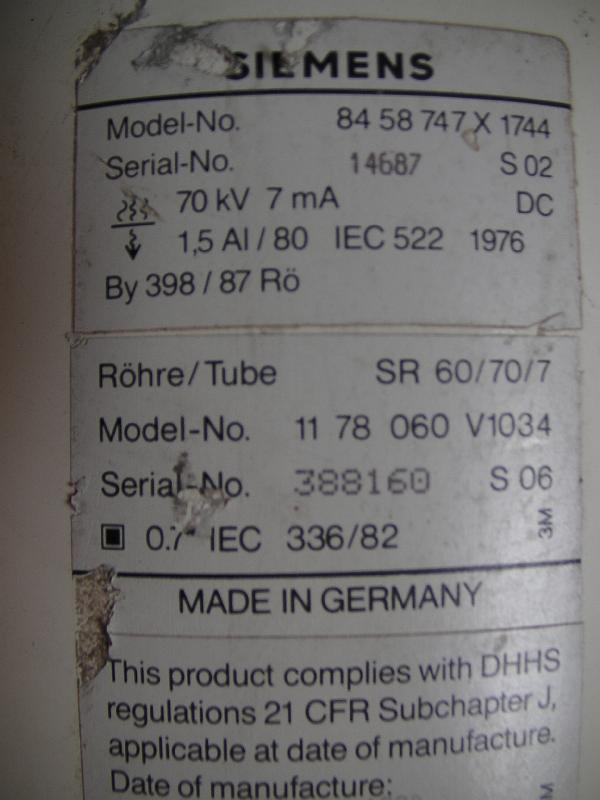 SIEMENS
Model-No. 84 58 747 X 1744
Serial-No. 14687 S 02
70 kV 7 mA DC
1,5 Al / 80 IEC 522 1976
By 398 / 87 Rö
Röhre / Tube SR 60/70/7
Model-No. 11 78 060 V1034
Serial-No. 388160 S 06
0.7 IEC 336/82
3M
MADE IN GERMANY
This product complies with DHHS
regulations 21 CFR Subchapter J,
applicable at date of manufacture.
Date of manufacture: